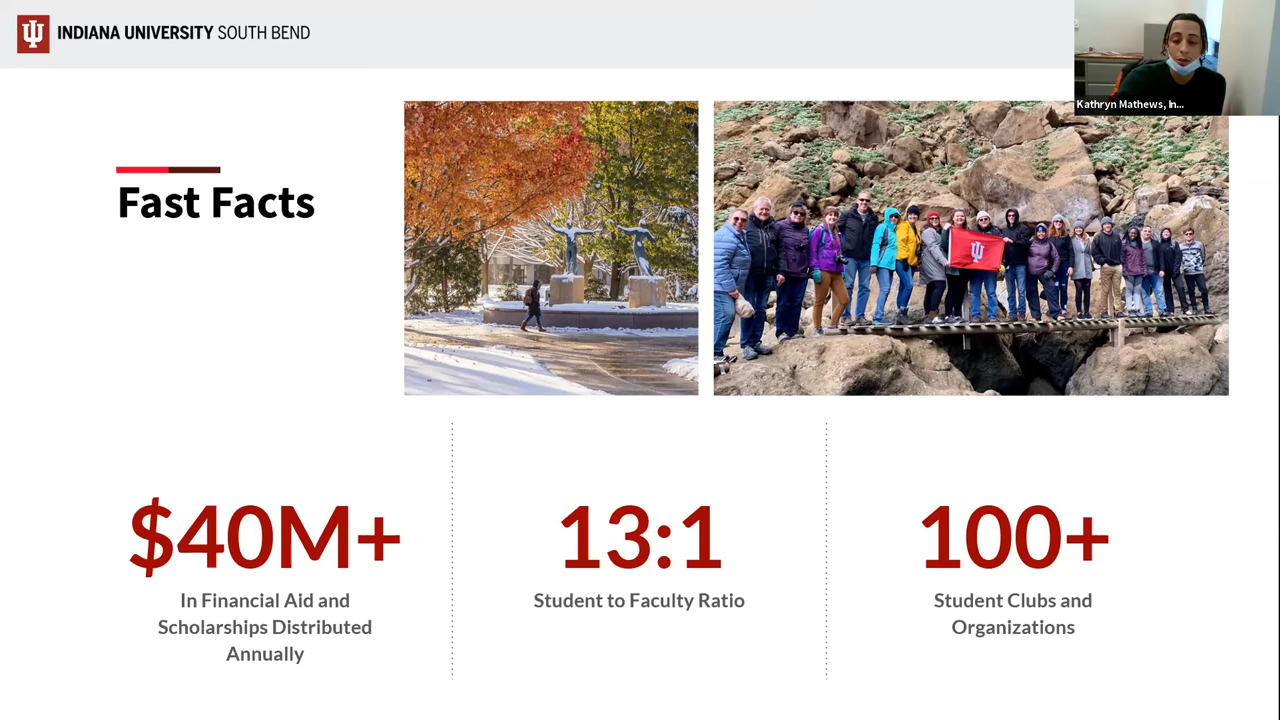 INDIANA UNIVERSITY SOUTH BEND
Kathryn Mathews, In...
Fast Facts
$40M+
In Financial Aid and
Scholarships Distributed
Annually
13:1
Student to Faculty Ratio
100+
Student Clubs and
Organizations